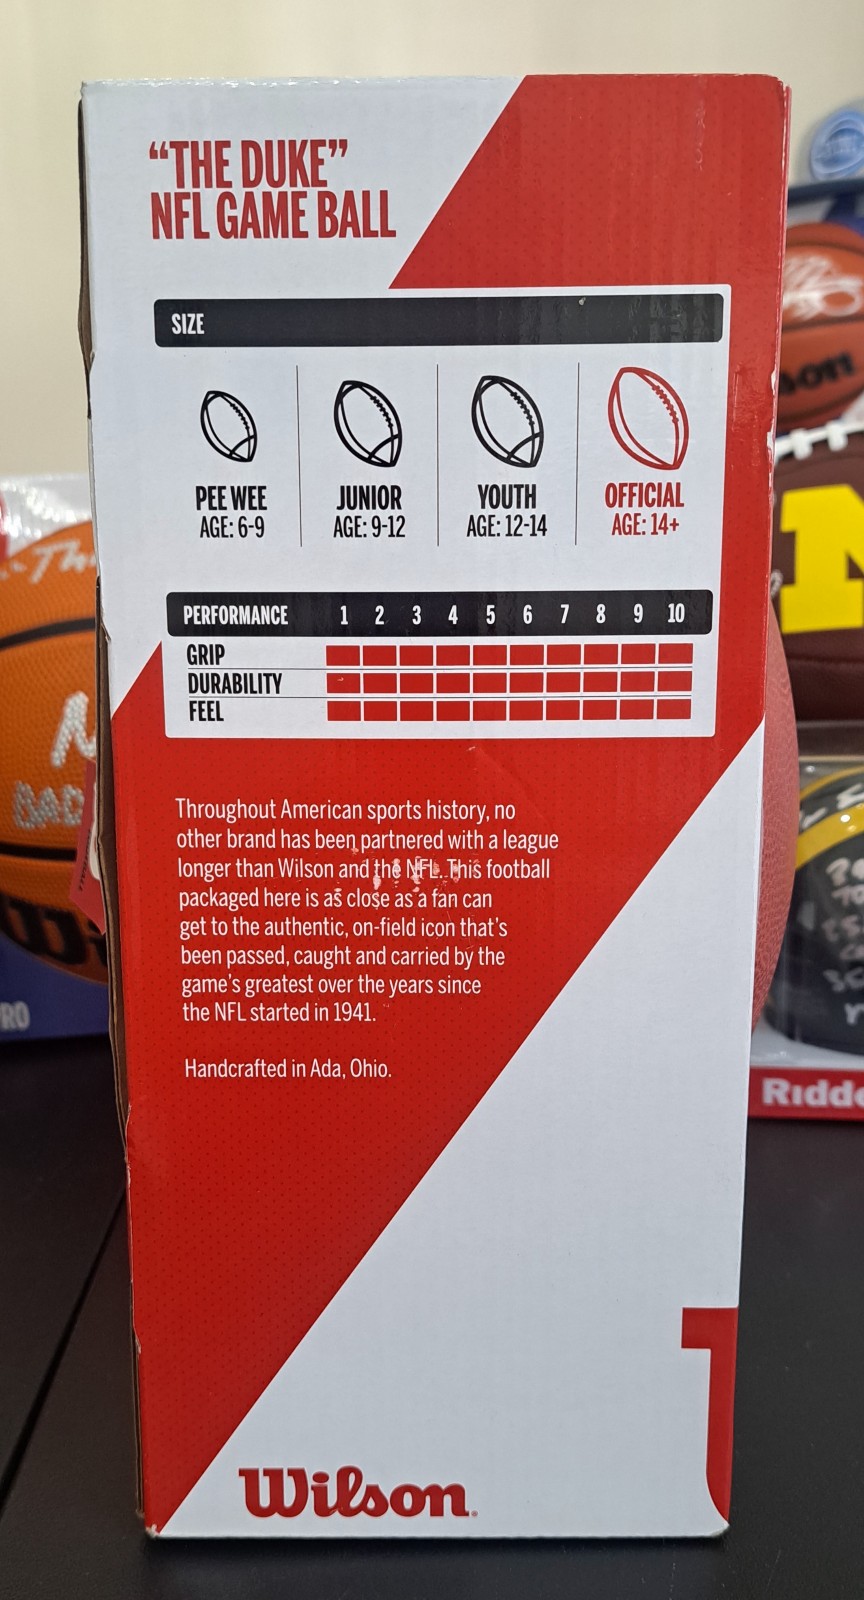 “THE DUKE”
NFL GAME BALL
SIZE
PEE WEE
AGE: 6-9
JUNIOR
AGE: 9-12
YOUTH
AGE: 12-14
OFFICIAL
AGE: 14+
PERFORMANCE 1 2 3 4 5 6 7 8 9 10
GRIP
DURABILITY
FEEL
Throughout American sports history, no
other brand has been partnered with a league
longer than Wilson and the NFL. This football
packaged here is as close as a fan can
get to the authentic, on-field icon that’s
been passed, caught and carried by the
game’s greatest over the years since
the NFL started in 1941.
Handcrafted in Ada, Ohio.
Wilson